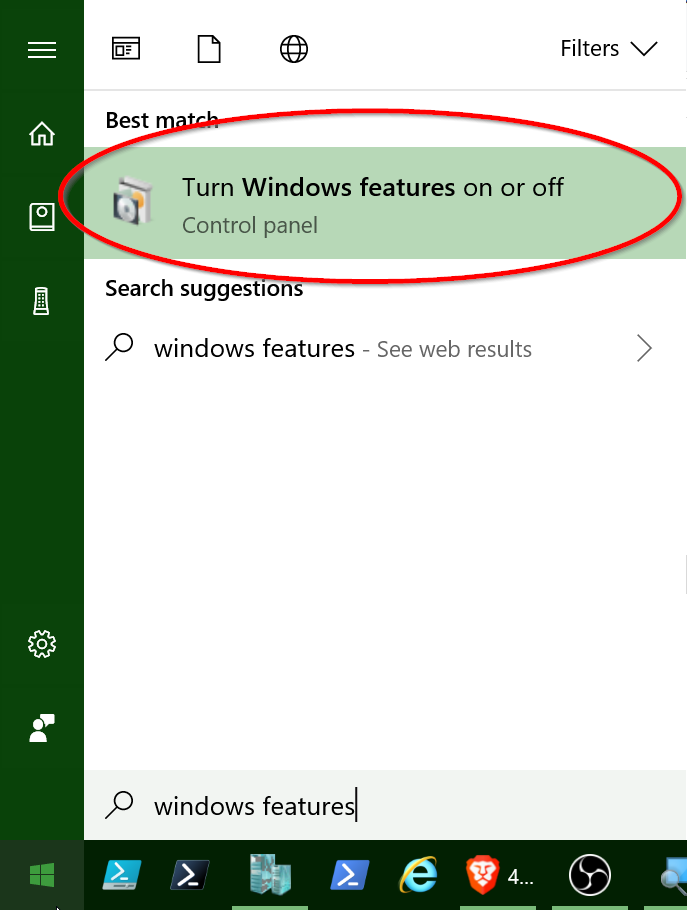 Filters
Best match
Turn Windows features on or off
Control panel
Search suggestions
windows features - See web results
windows features
4...